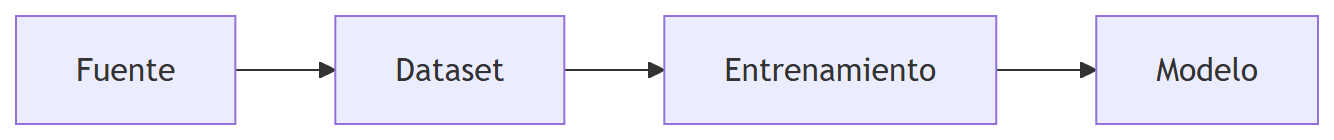 Fuente
Dataset
Entrenamiento
Modelo